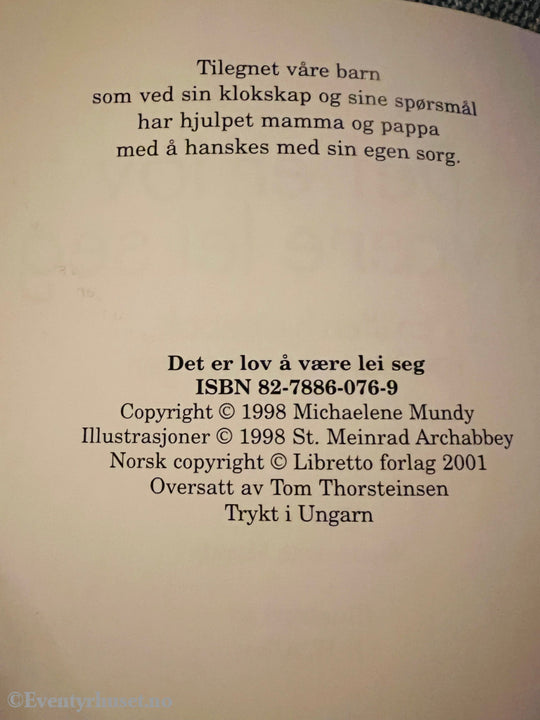 Tilegnet våre barn
som ved sin klokskap og sine spørsmål
har hjulpet mamma og pappa
med å hanskes med sin egen sorg.
Det er lov å være lei seg
ISBN 82-7886-076-9
Copyright © 1998 Michaelene Mundy
Illustrasjoner © 1998 St. Meinrad Archabbey
Norsk copyright © Libretto forlag 2001
Oversatt av Tom Thorsteinsen
Trykt i Ungarn
©Eventyrhuset.no